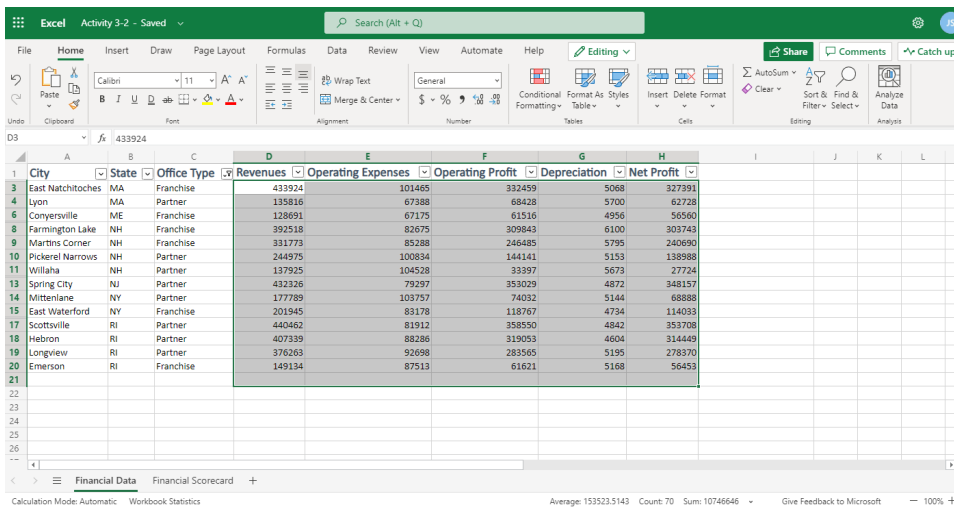 Excel Activity 3-2 - Saved Search (Alt + Q) JS
File Home Insert Draw Page Layout Formulas Data Review View Automate Help Editing Share Comments Catch up
Paste Calibri 11 A^ A˅ Wrap Text General Conditional Formatting Format As Table Styles Insert Delete Format AutoSum Sort & Filter Find & Select Analyze Data
B I U D ab A Merge & Center $ % 9 Clear
Undo Clipboard Font Alignment Number Tables Cells Editing Analysis
D3 fx 433924
A B C D E F G H I J K L
1 City State Office Type Revenues Operating Expenses Operating Profit Depreciation Net Profit
3 East Natchitoches MA Franchise 433924 101465 332459 5068 327391
4 Lyon MA Partner 135816 67388 68428 5700 62728
6 Conyersville ME Franchise 128691 67175 61516 4956 56560
8 Farmington Lake NH Franchise 392518 82675 309843 6100 303743
9 Martins Corner NH Franchise 331773 85288 246485 5795 240690
10 Pickerel Narrows NH Partner 244975 100834 144141 5153 138988
11 Willaha NH Partner 137925 104528 33397 5673 27724
13 Spring City NJ Partner 432326 79297 353029 4872 348157
14 Mittenlane NY Partner 177789 103757 74032 5144 68888
15 East Waterford NY Franchise 201945 83178 118767 4734 114033
17 Scottsville RI Partner 440462 81912 358550 4842 353708
18 Hebron RI Partner 407339 88286 319053 4604 314449
19 Longview RI Partner 376263 92698 283565 5195 278370
20 Emerson RI Franchise 149134 87513 61621 5168 56453
21
22
23
24
25
26
Financial Data Financial Scorecard +
Calculation Mode: Automatic Workbook Statistics Average: 153523.5143 Count: 70 Sum: 10746646 Give Feedback to Microsoft − 100% +